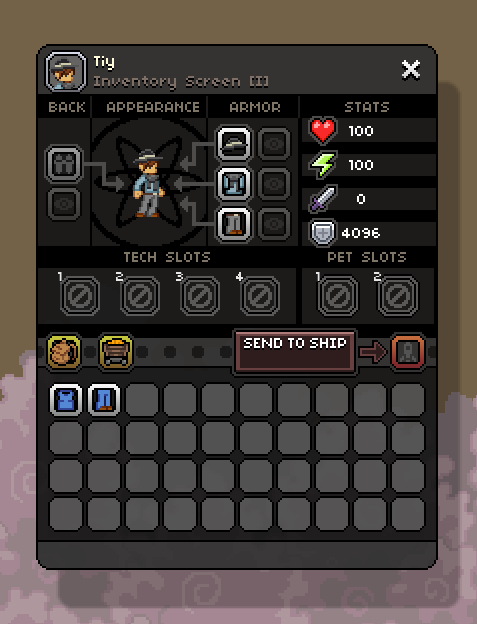 Tiy
Inventory Screen [I]
BACK APPEARANCE ARMOR STATS
100
100
0
4096
TECH SLOTS PET SLOTS
1 2 3 4 1 2
SEND TO SHIP